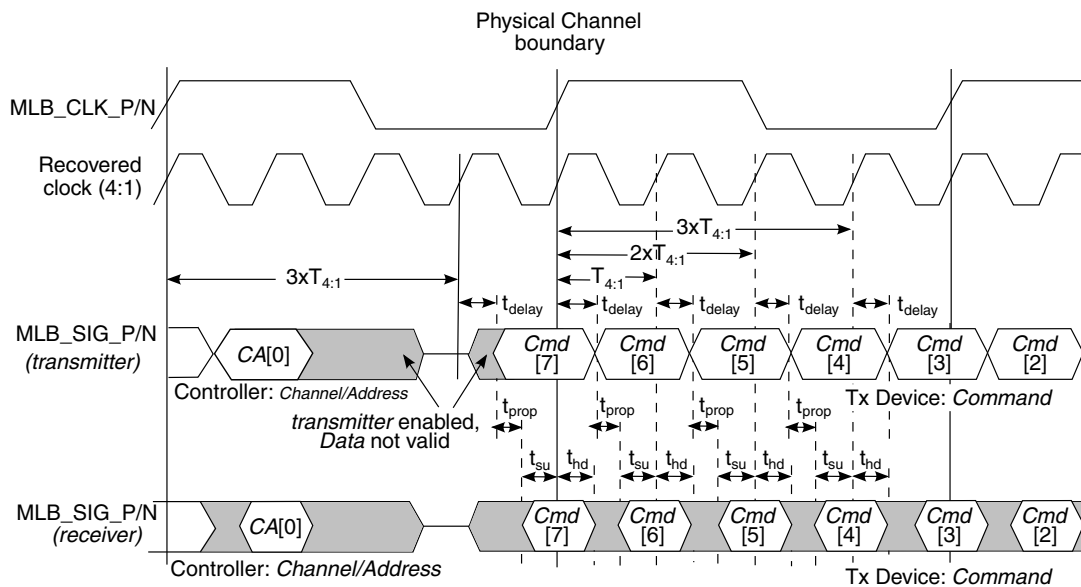 Physical Channel
boundary
MLB_CLK_P/N
Recovered
clock (4:1)
3xT4:1
2xT4:1
3xT4:1
T4:1
tdelay
tdelay
tdelay
tdelay
tdelay
MLB_SIG_P/N
(transmitter)
CA[0]
Cmd
[7]
Cmd
[6]
Cmd
[5]
Cmd
[4]
Cmd
[3]
Cmd
[2]
Controller: Channel/Address
Tx Device: Command
transmitter enabled,
Data not valid
tprop
tprop
tprop
tprop
tsu
thd
tsu
thd
tsu
thd
tsu
thd
MLB_SIG_P/N
(receiver)
CA[0]
Cmd
[7]
Cmd
[6]
Cmd
[5]
Cmd
[4]
Cmd
[3]
Cmd
[2]
Controller: Channel/Address
Tx Device: Command